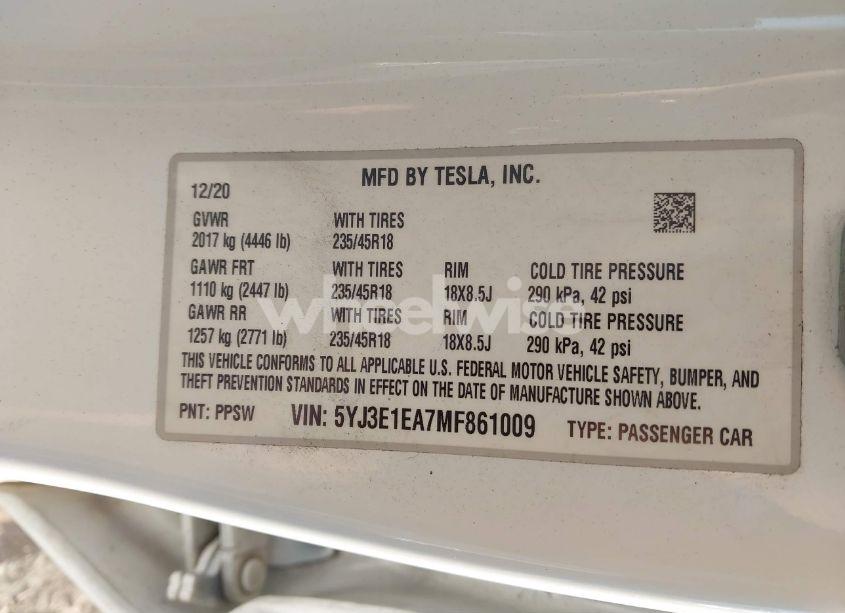 MFD BY TESLA, INC.
12/20
GVWR WITH TIRES
2017 kg (4446 lb) 235/45R18
GAWR FRT WITH TIRES RIM COLD TIRE PRESSURE
1110 kg (2447 lb) 235/45R18 18X8.5J 290 kPa, 42 psi
GAWR RR WITH TIRES RIM COLD TIRE PRESSURE
1257 kg (2771 lb) 235/45R18 18X8.5J 290 kPa, 42 psi
THIS VEHICLE CONFORMS TO ALL APPLICABLE U.S. FEDERAL MOTOR VEHICLE SAFETY, BUMPER, AND
THEFT PREVENTION STANDARDS IN EFFECT ON THE DATE OF MANUFACTURE SHOWN ABOVE.
PNT: PPSW VIN: 5YJ3E1EA7MF861009 TYPE: PASSENGER CAR
wheelwise